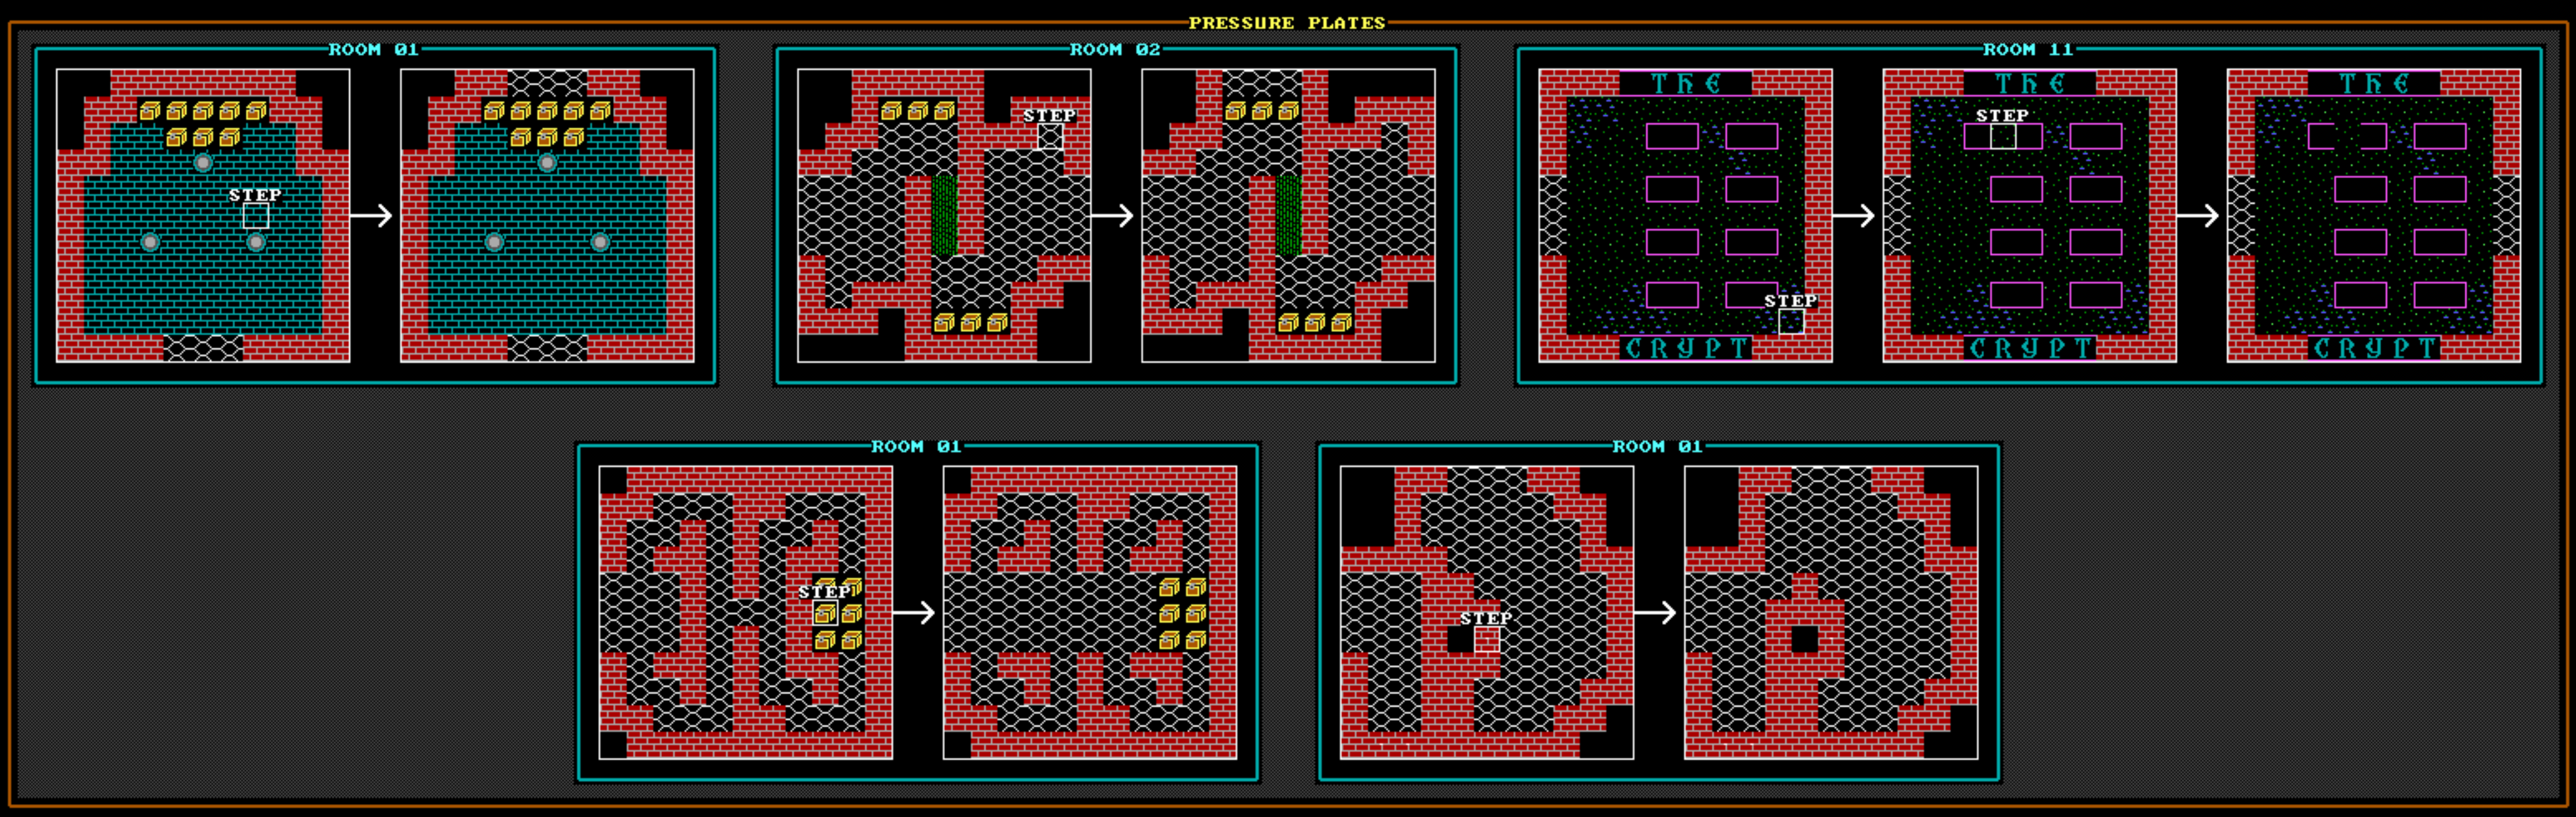 PRESSURE PLATES
ROOM 01
STEP
ROOM 02
STEP
ROOM 11
THE
CRYPT
STEP
THE
CRYPT
STEP
THE
CRYPT
ROOM 01
STEP
ROOM 01
STEP